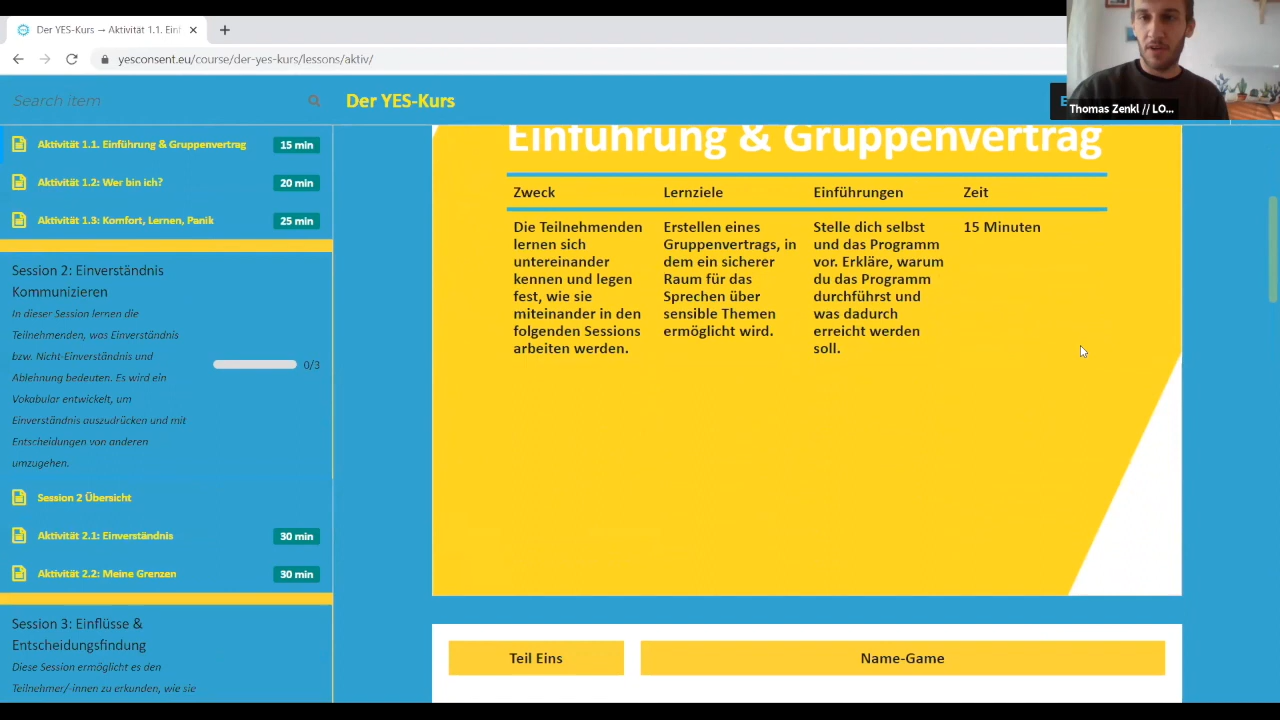 Der YES-Kurs → Aktivität 1.1. Einf
yesconsent.eu/course/der-yes-kurs/lessons/aktiv/
Search item
Der YES-Kurs
Thomas Zenkl // LO...
Aktivität 1.1. Einführung & Gruppenvertrag
15 min
Aktivität 1.2: Wer bin ich?
20 min
Aktivität 1.3: Komfort, Lernen, Panik
25 min
Session 2: Einverständnis
Kommunizieren
In dieser Session lernen die
Teilnehmenden, was Einverständnis
bzw. Nicht-Einverständnis und
Ablehnung bedeuten. Es wird ein
Vokabular entwickelt, um
Einverständnis auszudrücken und mit
Entscheidungen von anderen
umzugehen.
0/3
Session 2 Übersicht
Aktivität 2.1: Einverständnis
30 min
Aktivität 2.2: Meine Grenzen
30 min
Session 3: Einflüsse &
Entscheidungsfindung
Diese Session ermöglicht es den
Teilnehmer/-innen zu erkunden, wie sie
Einführung & Gruppenvertrag
Zweck
Lernziele
Einführungen
Zeit
Die Teilnehmenden
lernen sich
untereinander
kennen und legen
fest, wie sie
miteinander in den
folgenden Sessions
arbeiten werden.
Erstellen eines
Gruppenvertrags, in
dem ein sicherer
Raum für das
Sprechen über
sensible Themen
ermöglicht wird.
Stelle dich selbst
und das Programm
vor. Erkläre, warum
du das Programm
durchführst und
was dadurch
erreicht werden
soll.
15 Minuten
Teil Eins
Name-Game